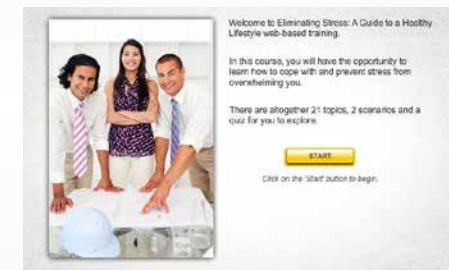 Welcome to Eliminating Stress: A Guide to a Healthy
Lifestyle web-based training.
In this course, you will have the opportunity to
learn how to cope with and prevent stress from
overwhelming you.
There are altogether 21 topics, 2 scenarios and a
quiz for you to explore.
START
Click on the 'Start' button to begin.